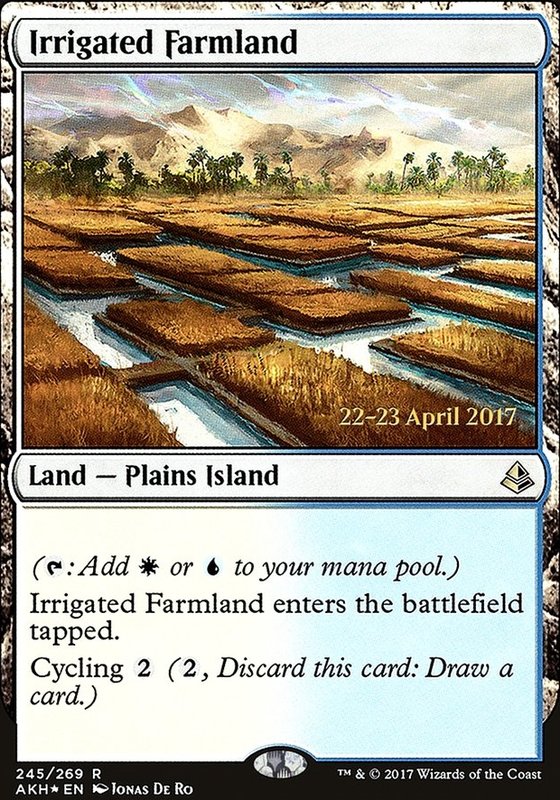 Irrigated Farmland
22-23 April 2017
Land — Plains Island
(T: Add W or U to your mana pool.)
Irrigated Farmland enters the battlefield
tapped.
Cycling 2 (2, Discard this card: Draw a
card.)
245/269 R
AKH★EN Jonas De Ro
™ & © 2017 Wizards of the Coast